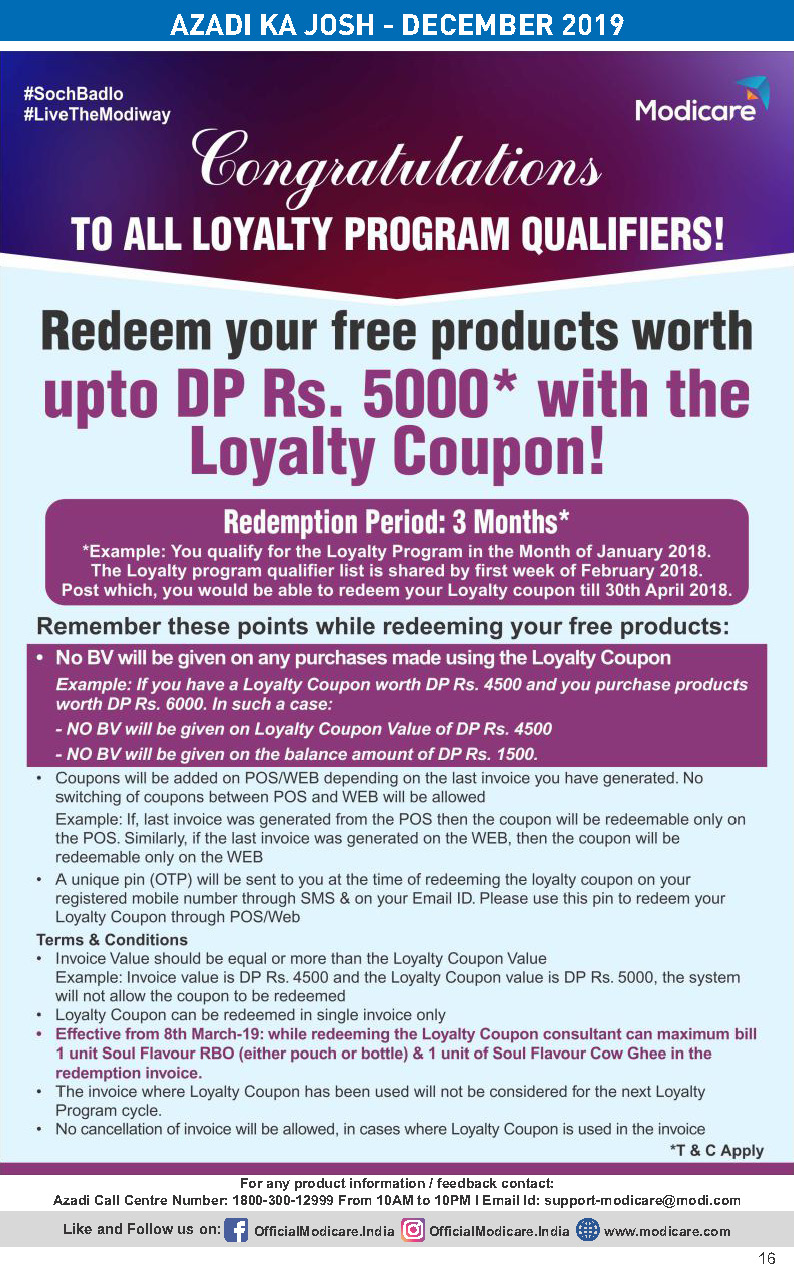 AZADI KA JOSH - DECEMBER 2019
#SochBadlo
#LiveTheModiway
Modicare
Congratulations
TO ALL LOYALTY PROGRAM QUALIFIERS!
Redeem your free products worth
upto DP Rs. 5000* with the
Loyalty Coupon!
Redemption Period: 3 Months*
*Example: You qualify for the Loyalty Program in the Month of January 2018.
The Loyalty program qualifier list is shared by first week of February 2018.
Post which, you would be able to redeem your Loyalty coupon till 30th April 2018.
Remember these points while redeeming your free products:
• No BV will be given on any purchases made using the Loyalty Coupon
Example: If you have a Loyalty Coupon worth DP Rs. 4500 and you purchase products
worth DP Rs. 6000. In such a case:
- NO BV will be given on Loyalty Coupon Value of DP Rs. 4500
- NO BV will be given on the balance amount of DP Rs. 1500.
• Coupons will be added on POS/WEB depending on the last invoice you have generated. No
switching of coupons between POS and WEB will be allowed
Example: If, last invoice was generated from the POS then the coupon will be redeemable only on
the POS. Similarly, if the last invoice was generated on the WEB, then the coupon will be
redeemable only on the WEB
• A unique pin (OTP) will be sent to you at the time of redeeming the loyalty coupon on your
registered mobile number through SMS & on your Email ID. Please use this pin to redeem your
Loyalty Coupon through POS/Web
Terms & Conditions
• Invoice Value should be equal or more than the Loyalty Coupon Value
Example: Invoice value is DP Rs. 4500 and the Loyalty Coupon value is DP Rs. 5000, the system
will not allow the coupon to be redeemed
• Loyalty Coupon can be redeemed in single invoice only
• Effective from 8th March-19: while redeeming the Loyalty Coupon consultant can maximum bill
1 unit Soul Flavour RBO (either pouch or bottle) & 1 unit of Soul Flavour Cow Ghee in the
redemption invoice.
• The invoice where Loyalty Coupon has been used will not be considered for the next Loyalty
Program cycle.
• No cancellation of invoice will be allowed, in cases where Loyalty Coupon is used in the invoice
*T & C Apply
For any product information / feedback contact:
Azadi Call Centre Number: 1800-300-12999 From 10AM to 10PM I Email Id: support-modicare@modi.com
Like and Follow us on: OfficialModicare.India OfficialModicare.India www.modicare.com
16